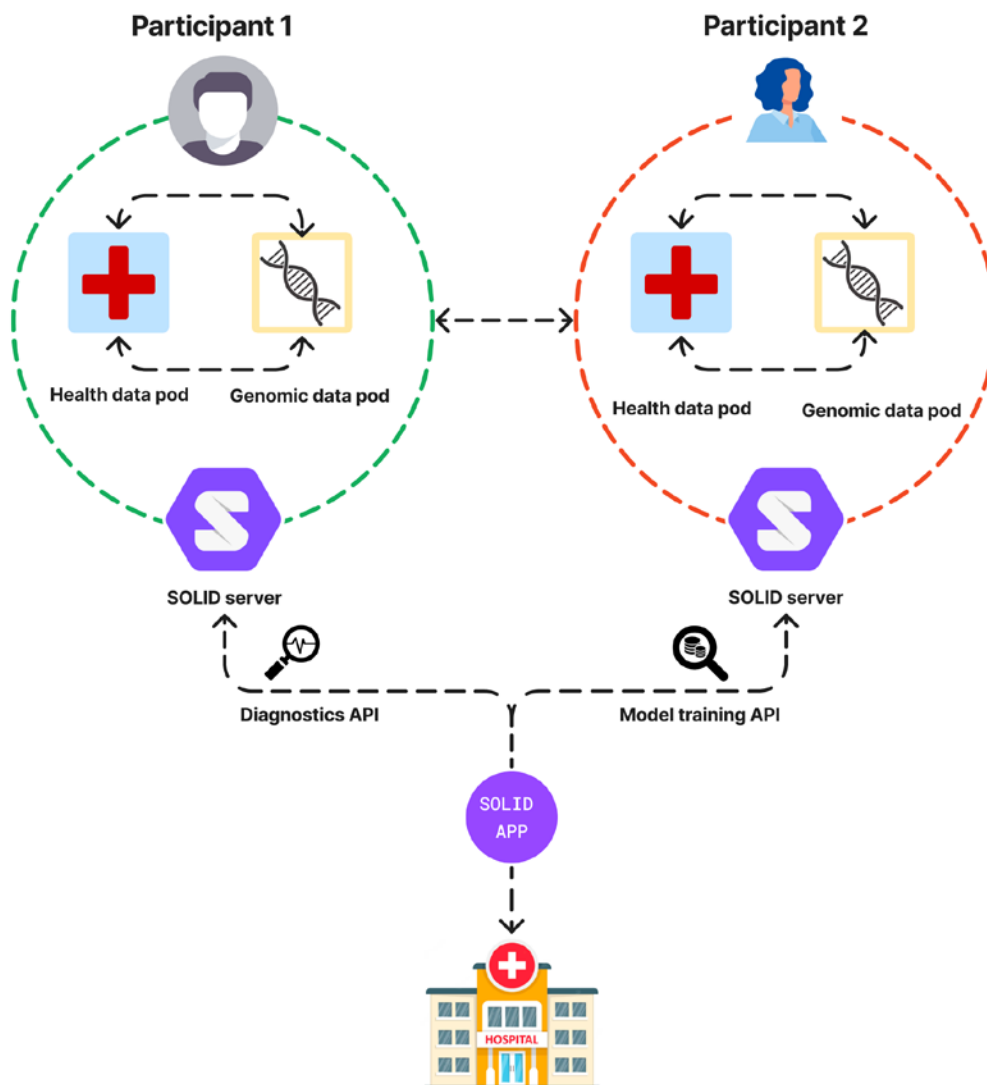 Participant 1
Participant 2
Health data pod
Genomic data pod
Health data pod
Genomic data pod
SOLID server
SOLID server
Diagnostics API
Model training API
SOLID
APP
HOSPITAL